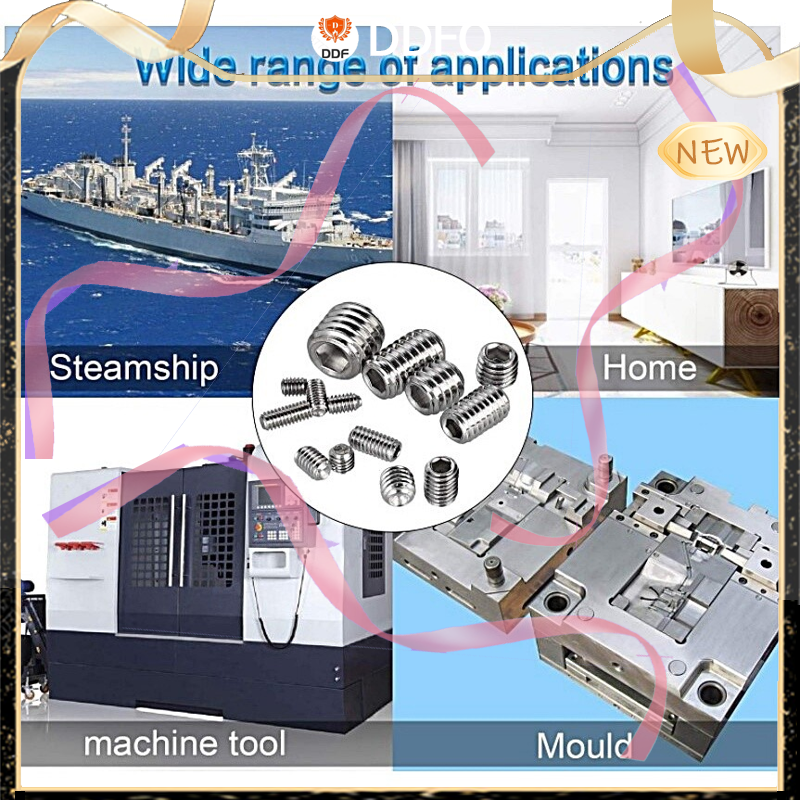 DDFO
DDF
Wide range of applications
NEW
Steamship
Home
machine tool
Mould